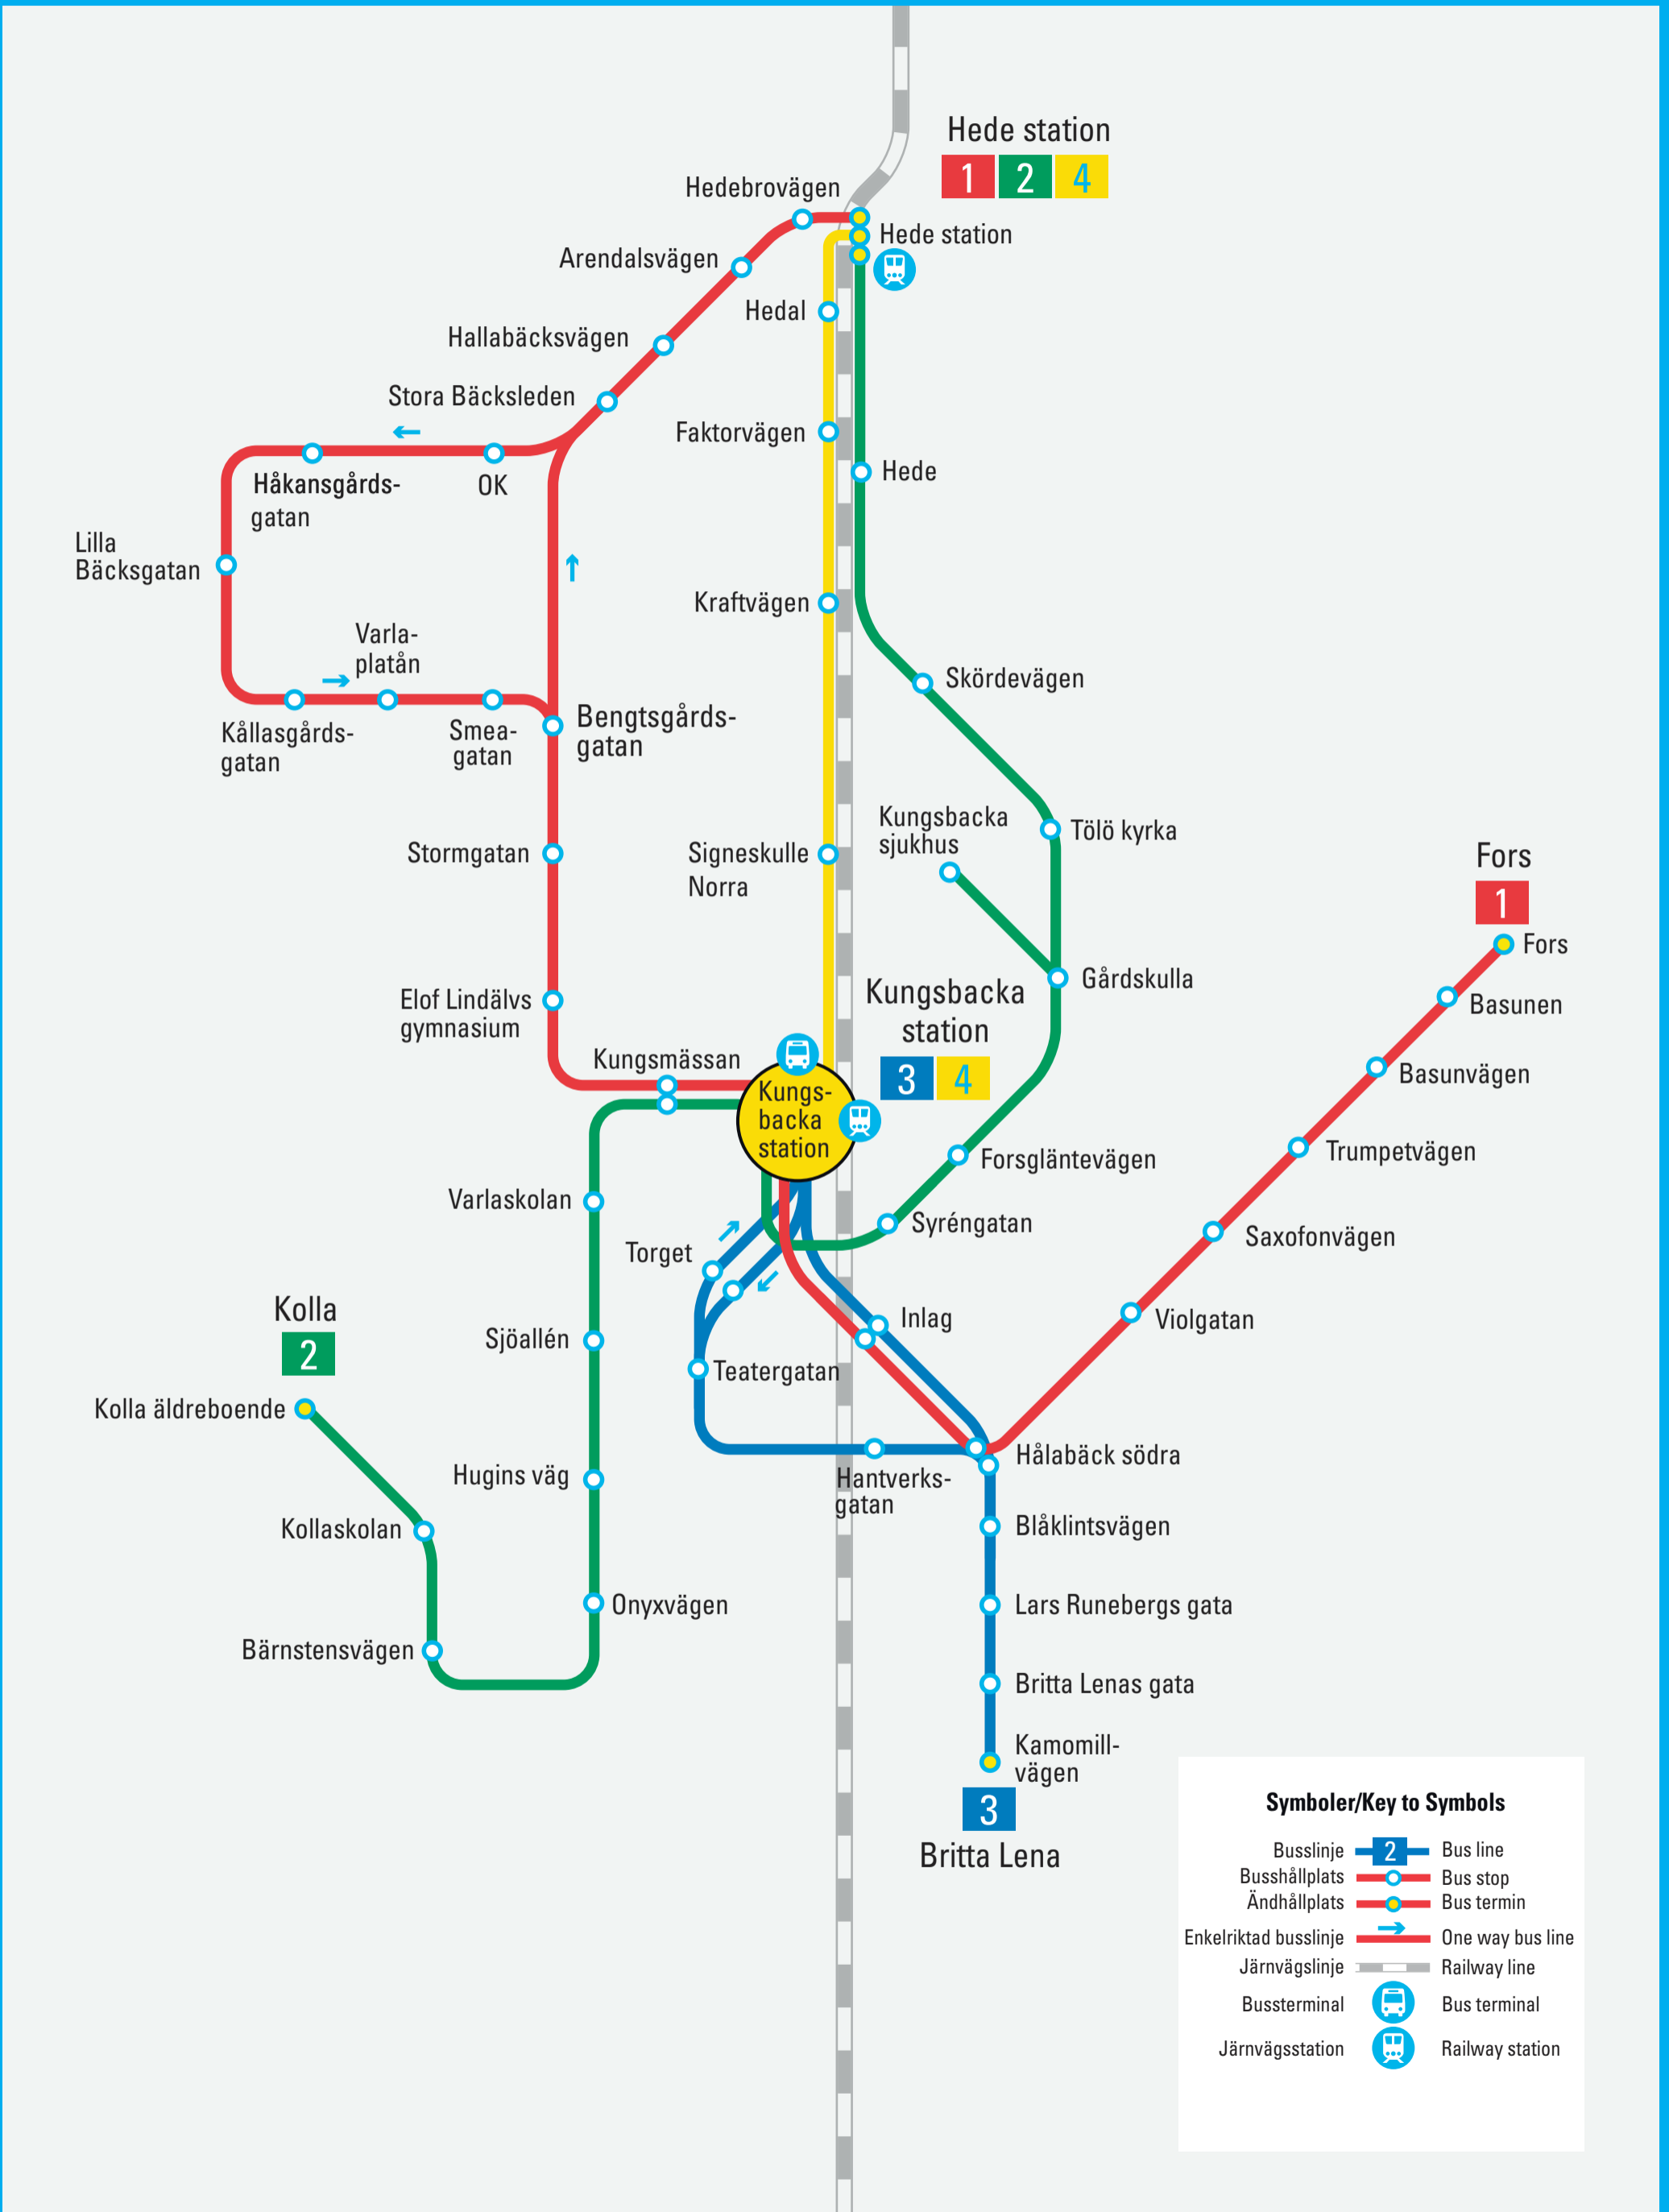 Hede station
1 2 4
Hedebrovägen
Hede station
Arendalsvägen
Hedal
Hallabäcksvägen
Stora Bäcksleden
Faktorvägen
Hede
Håkansgårds-
gatan
OK
Lilla
Bäcksgatan
Kraftvägen
Varla-
platån
Skördevägen
Kållasgårds-
gatan
Smea-
gatan
Bengtsgårds-
gatan
Kungsbacka
sjukhus
Tölö kyrka
Stormgatan
Signeskulle
Norra
Fors
1
Fors
Gårdskulla
Kungsbacka
station
3 4
Elof Lindälvs
gymnasium
Basunen
Kungsmässan
Basunvägen
Kungs-
backa
station
Forsgläntevägen
Trumpetvägen
Varlaskolan
Syréngatan
Saxofonvägen
Torget
Kolla
2
Inlag
Violgatan
Sjöallén
Teatergatan
Kolla äldreboende
Hålabäck södra
Hugins väg
Hantverks-
gatan
Kollaskolan
Blåklintsvägen
Onyxvägen
Lars Runebergs gata
Bärnstensvägen
Britta Lenas gata
Kamomill-
vägen
3
Britta Lena
Symboler/Key to Symbols
Busslinje 2 Bus line
Busshållplats Bus stop
Ändhållplats Bus termin
Enkelriktad busslinje One way bus line
Järnvägslinje Railway line
Bussterminal Bus terminal
Järnvägsstation Railway station